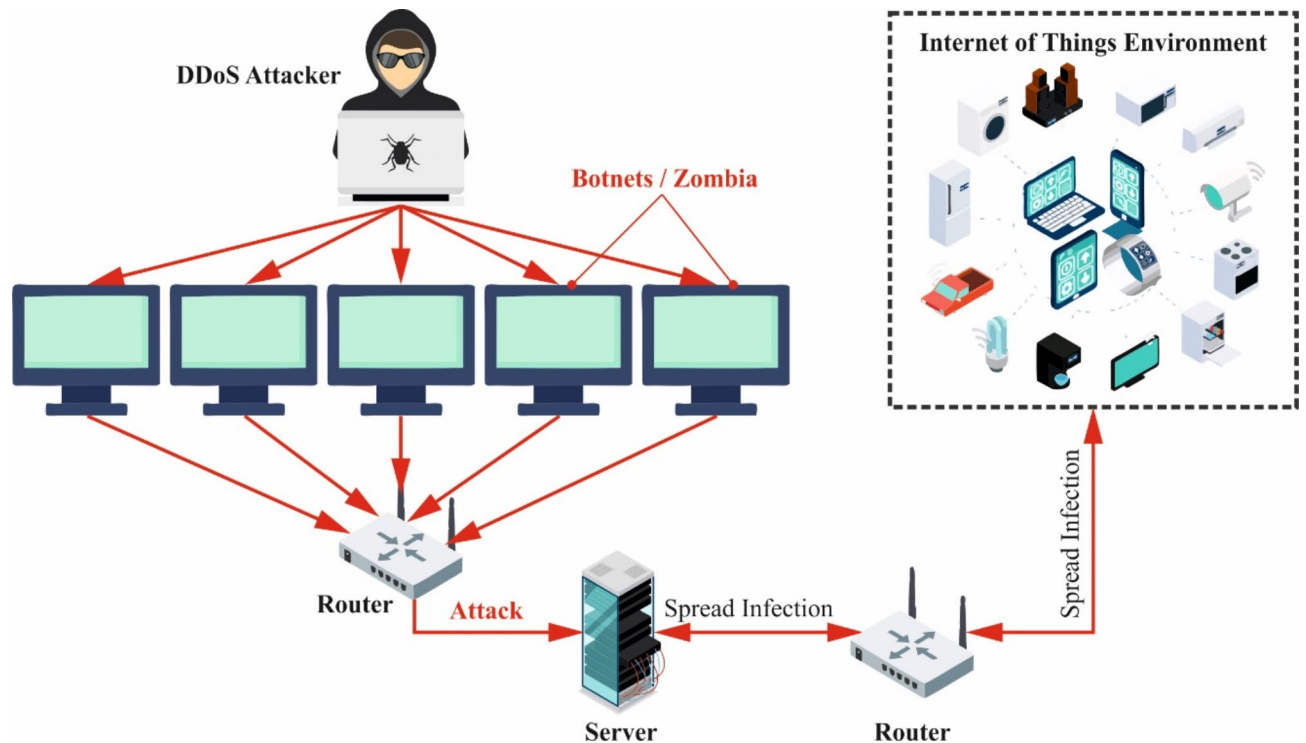 Internet of Things Environment
DDoS Attacker
Botnets / Zombia
Router
Attack
Spread Infection
Spread Infection
Server
Router